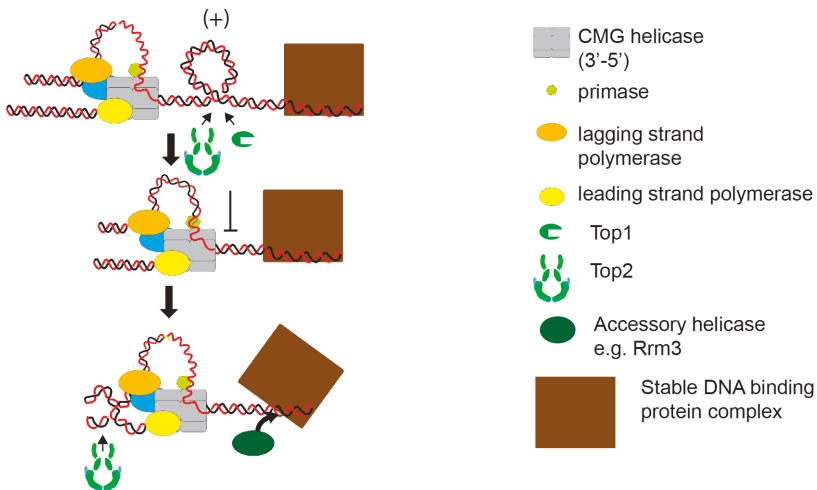 (+)
CMG helicase
(3'-5')
primase
lagging strand
polymerase
leading strand polymerase
Top1
Top2
Accessory helicase
e.g. Rrm3
Stable DNA binding
protein complex